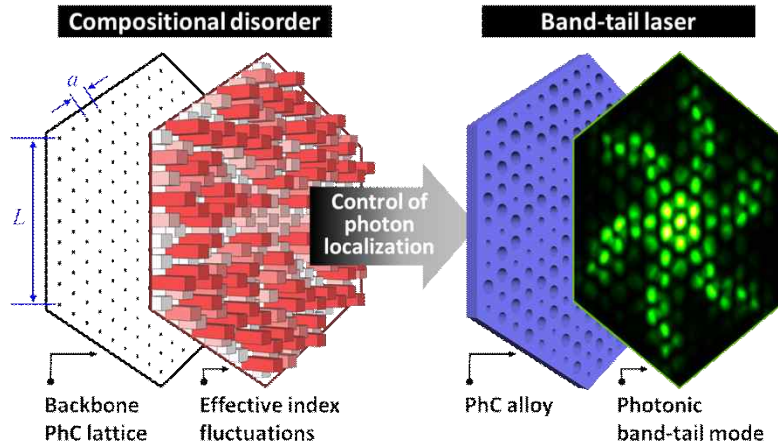 Compositional disorder
Band-tail laser
a
L
Control of
photon
localization
Backbone
PhC lattice
Effective index
fluctuations
PhC alloy
Photonic
band-tail mode